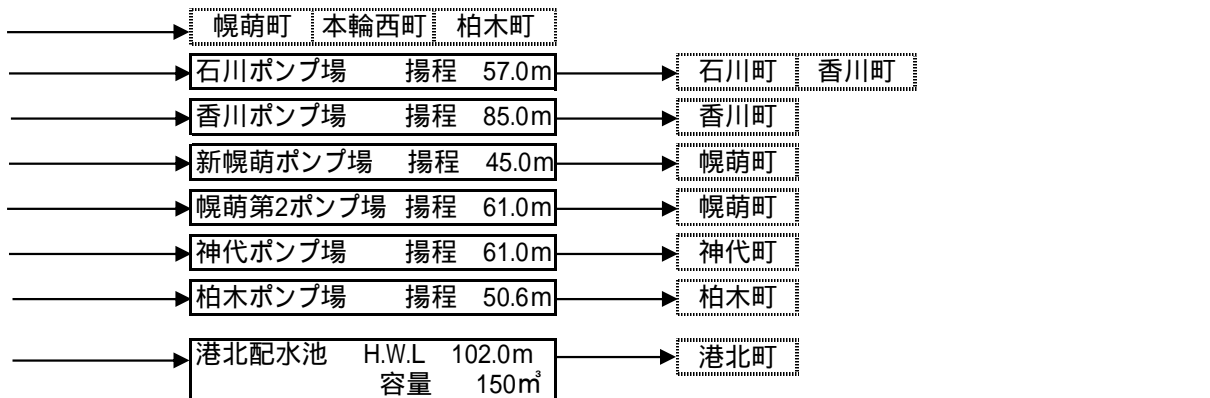 幌萌町 本輪西町 柏木町
石川ポンプ場 揚程 57.0m 石川町 香川町
香川ポンプ場 揚程 85.0m 香川町
新幌萌ポンプ場 揚程 45.0m 幌萌町
幌萌第2ポンプ場 揚程 61.0m 幌萌町
神代ポンプ場 揚程 61.0m 神代町
柏木ポンプ場 揚程 50.6m 柏木町
港北配水池 H.W.L 102.0m 港北町
容量 150㎥